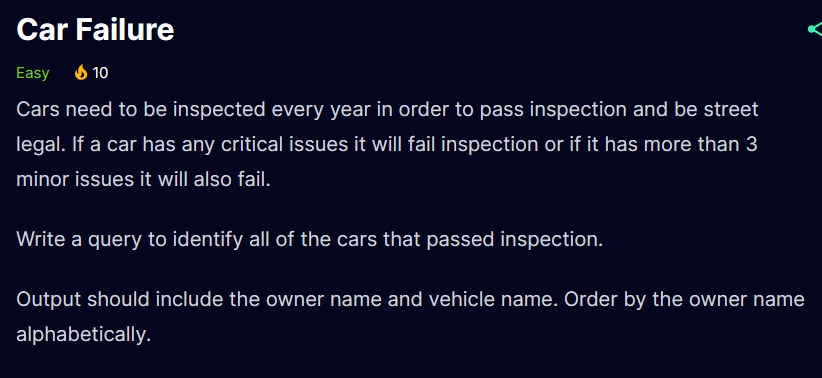 Car Failure
Easy 10
Cars need to be inspected every year in order to pass inspection and be street
legal. If a car has any critical issues it will fail inspection or if it has more than 3
minor issues it will also fail.
Write a query to identify all of the cars that passed inspection.
Output should include the owner name and vehicle name. Order by the owner name
alphabetically.